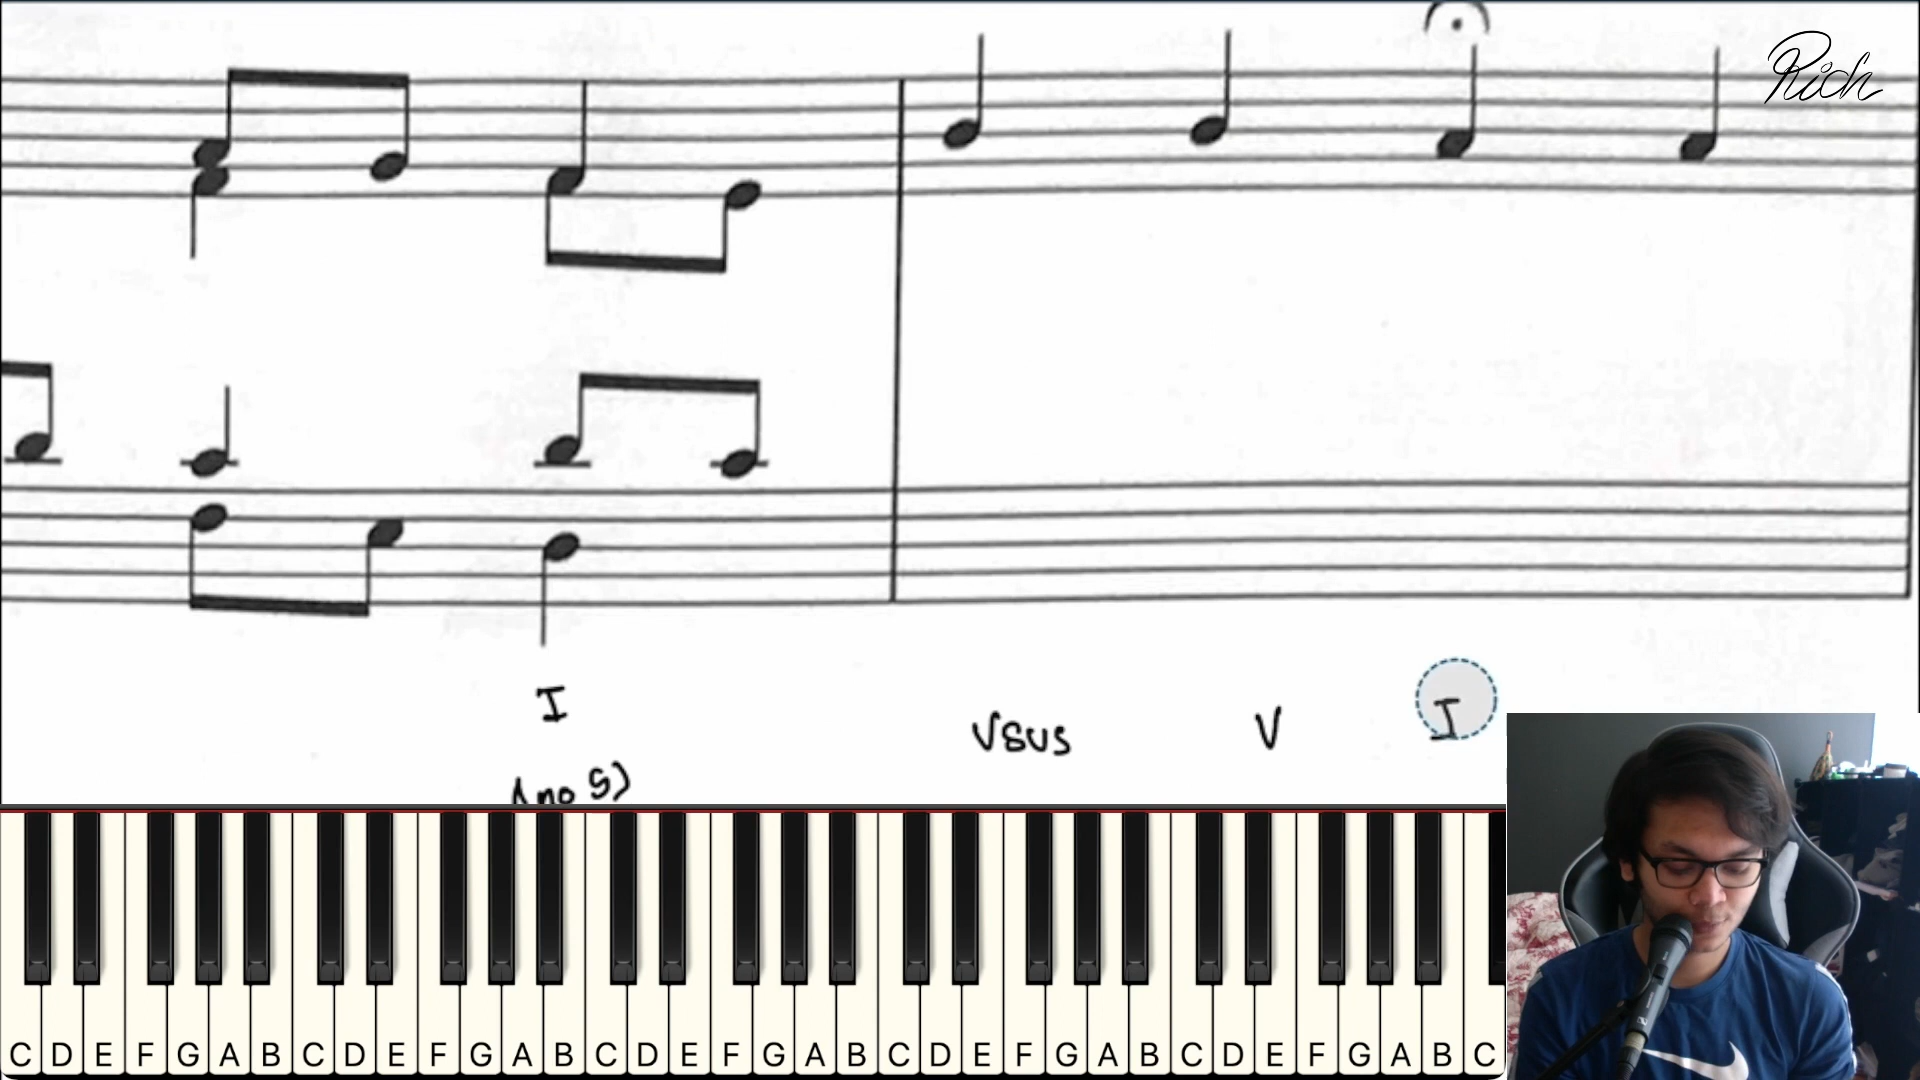 Rich
I
Vsus
V
I
(no 5)
C D E F G A B C D E F G A B C D E F G A B C D E F G A B C D E F G A B C